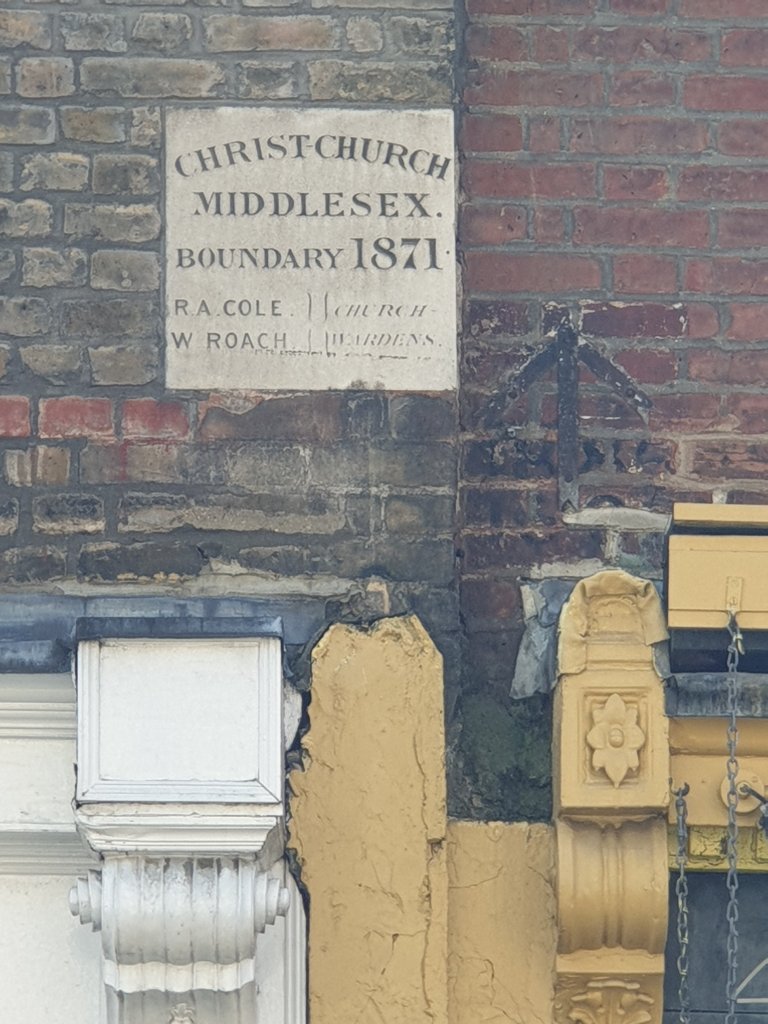 CHRIST·CHURCH
MIDDLESEX.
BOUNDARY 1871·
R.A.COLE. CHURCH-
W ROACH. WARDENS.